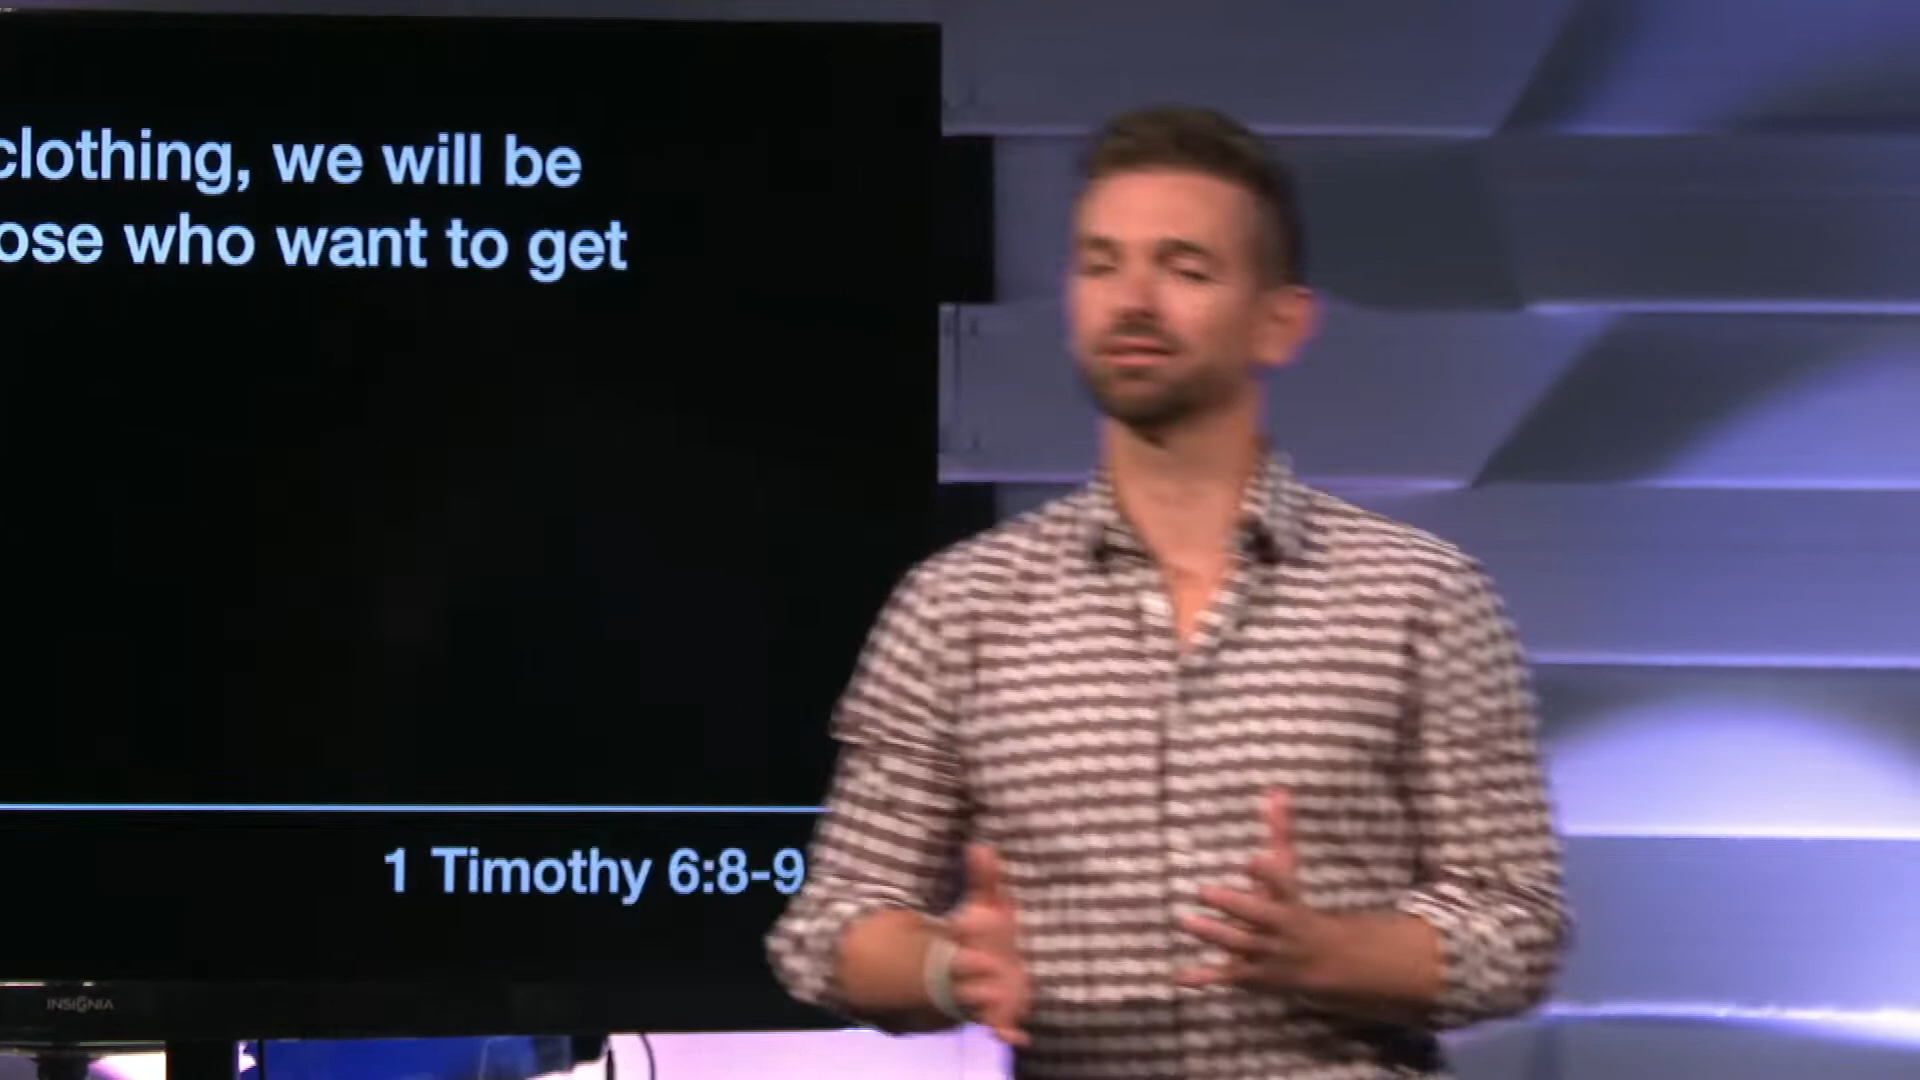 clothing, we will be
ose who want to get
1 Timothy 6:8-9
INSIGNIA